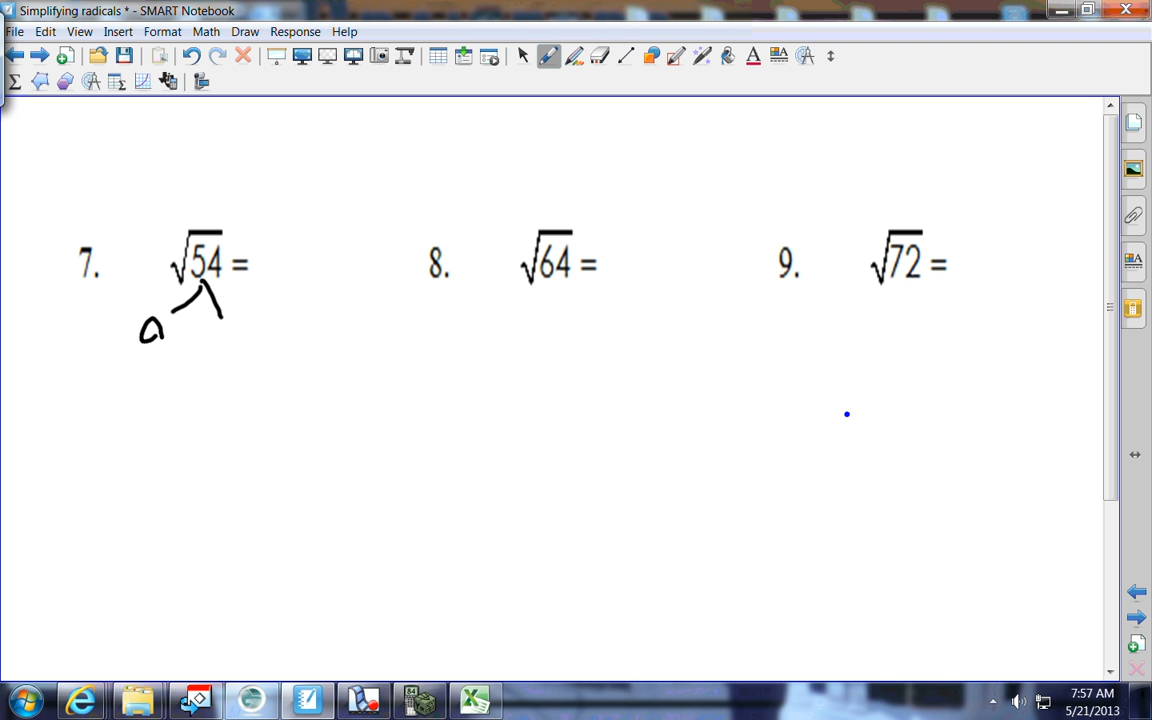 Simplifying radicals * - SMART Notebook
File Edit View Insert Format Math Draw Response Help
7. √54 = 8. √64 = 9. √72 =
7:57 AM
5/21/2013